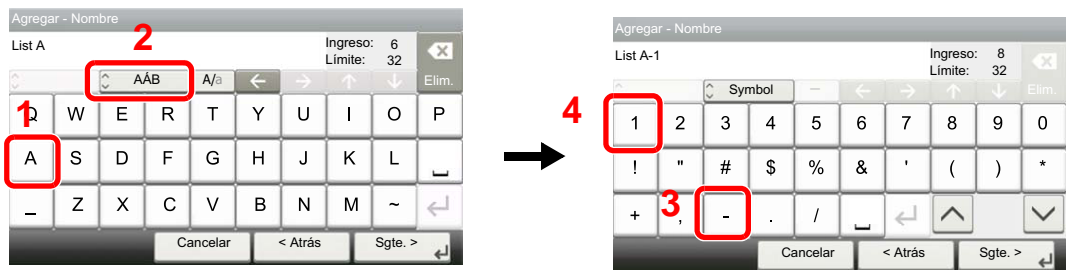 Agregar - Nombre
2
List A
Ingreso: 6
Límite: 32
AÁB A/a Elim.
1
Q W E R T Y U I O P
A S D F G H J K L
_ Z X C V B N M ~
Cancelar < Atrás Sgte. >
Agregar - Nombre
List A-1
Ingreso: 8
Límite: 32
Symbol Elim.
4
1 2 3 4 5 6 7 8 9 0
! " # $ % & ' ( ) *
3
+ , - . /
Cancelar < Atrás Sgte. >